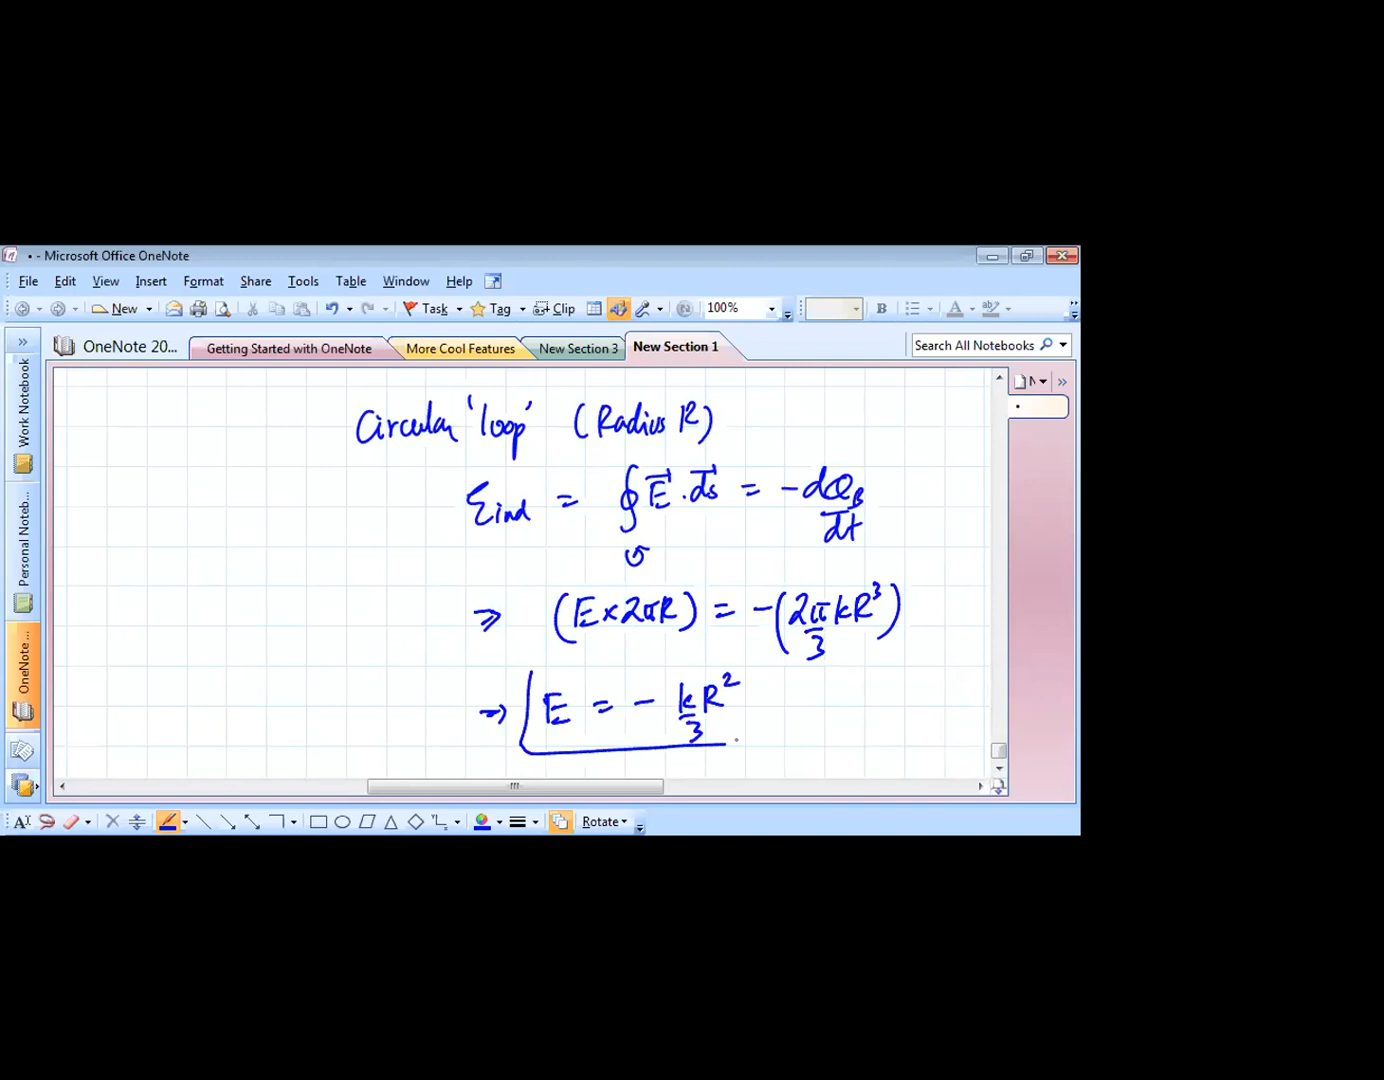 • - Microsoft Office OneNote
File Edit View Insert Format Share Tools Table Window Help
New Task Tag Clip 100% B A ab
OneNote 20... Getting Started with OneNote More Cool Features New Section 3 New Section 1 Search All Notebooks
Work Notebook
Personal Noteb...
OneNote ...
Circular 'loop' (Radius R)
Ɛind = ∮ E⃗ . ds⃗ = - dΦB/dt
⇒ (E × 2πR) = - (2π/3 kR³)
⇒ E = - k/3 R²
A Rotate